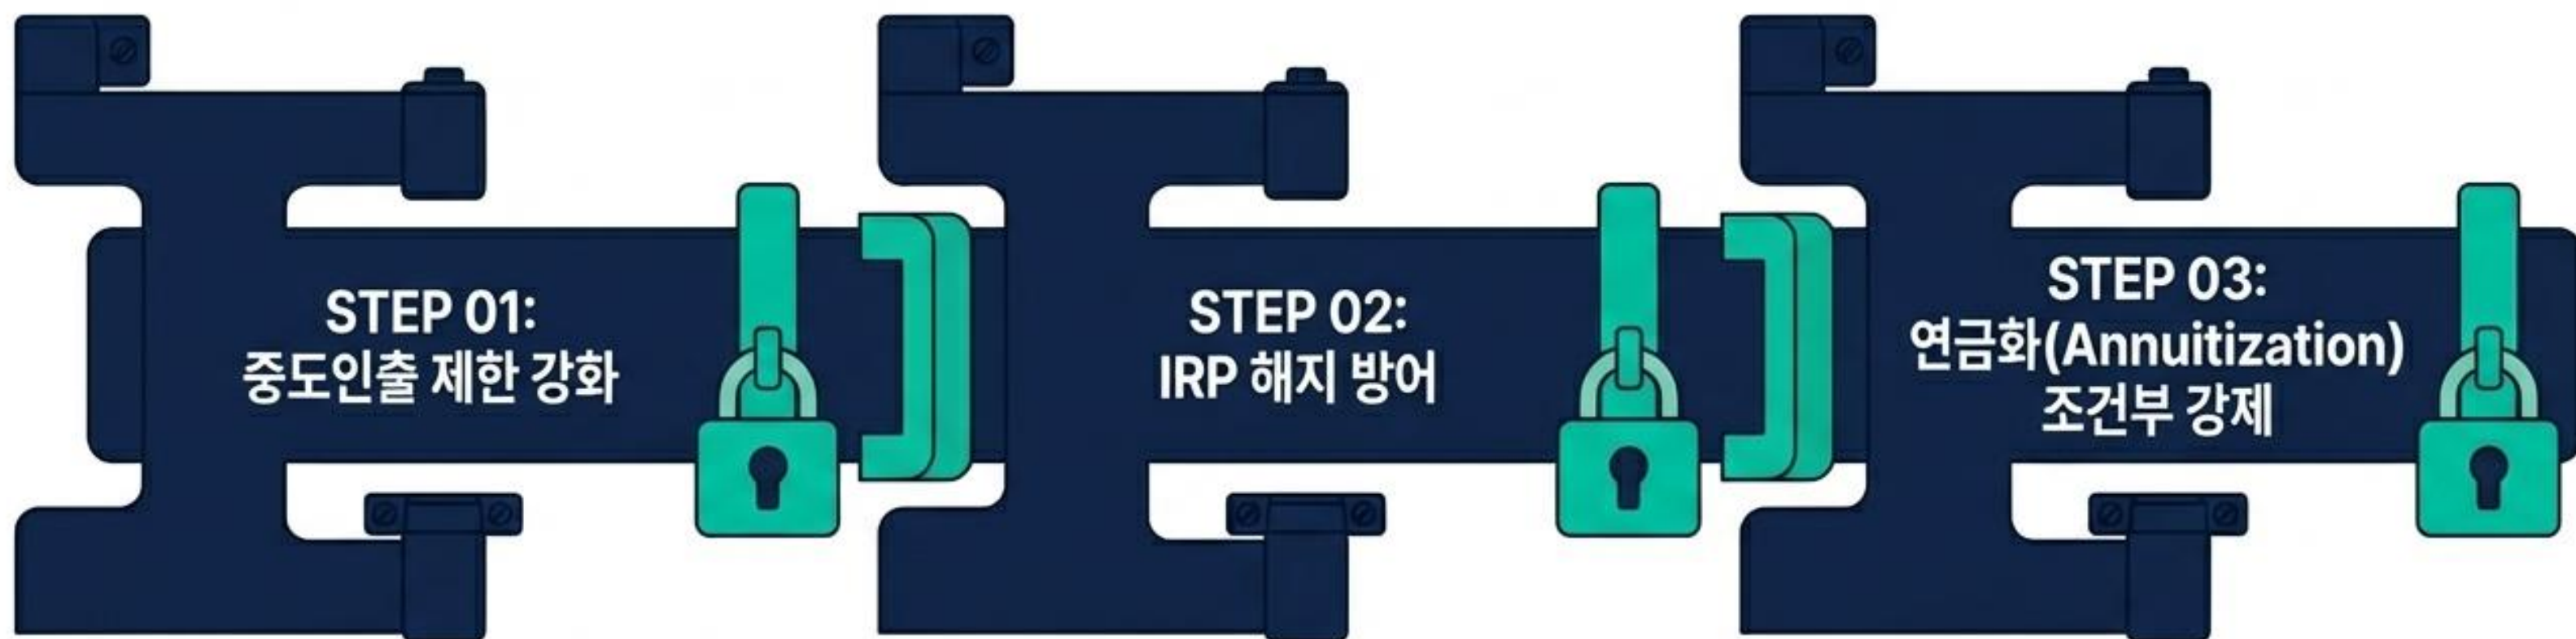 STEP 01:
중도인출 제한 강화
STEP 02:
IRP 해지 방어
STEP 03:
연금화(Annuitization)
조건부 강제